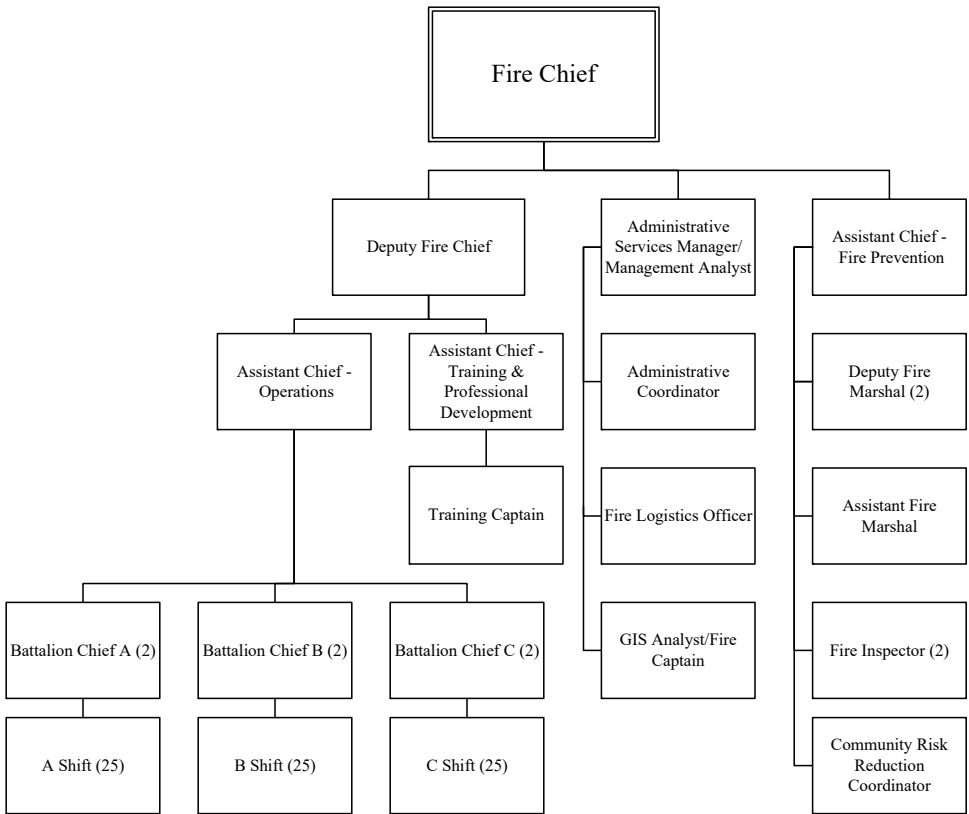 Fire Chief
Deputy Fire Chief
Administrative
Services Manager/
Management Analyst
Assistant Chief -
Fire Prevention
Assistant Chief -
Operations
Assistant Chief -
Training &
Professional
Development
Administrative
Coordinator
Deputy Fire
Marshal (2)
Training Captain
Fire Logistics Officer
Assistant Fire
Marshal
Battalion Chief A (2)
Battalion Chief B (2)
Battalion Chief C (2)
GIS Analyst/Fire
Captain
Fire Inspector (2)
A Shift (25)
B Shift (25)
C Shift (25)
Community Risk
Reduction
Coordinator